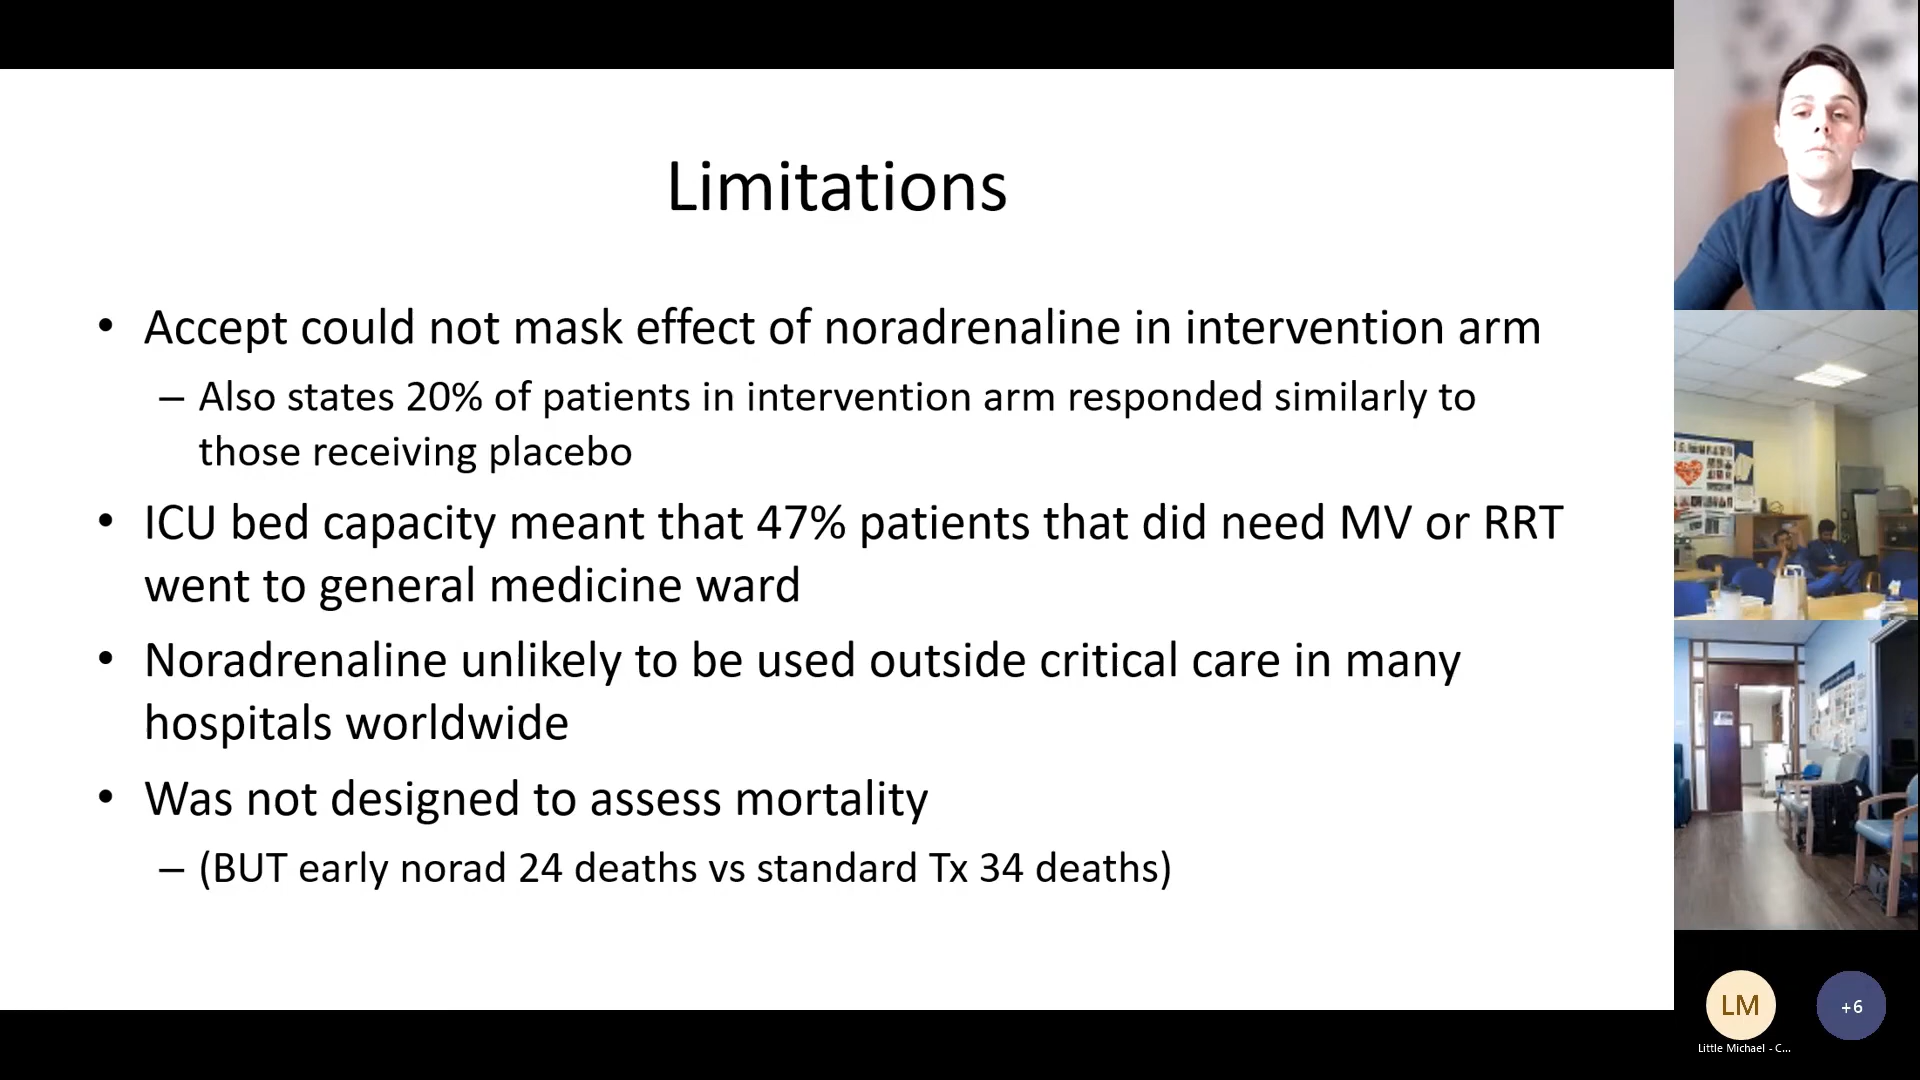 Limitations
• Accept could not mask effect of noradrenaline in intervention arm
– Also states 20% of patients in intervention arm responded similarly to
those receiving placebo
• ICU bed capacity meant that 47% patients that did need MV or RRT
went to general medicine ward
• Noradrenaline unlikely to be used outside critical care in many
hospitals worldwide
• Was not designed to assess mortality
– (BUT early norad 24 deaths vs standard Tx 34 deaths)
LM
+6
Little Michael - C...